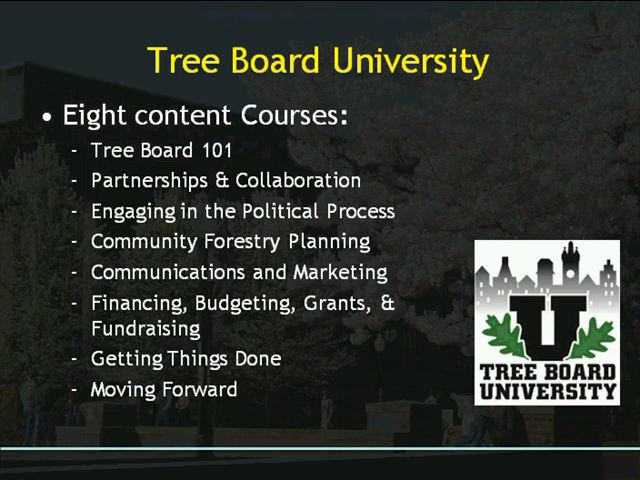 Tree Board University
• Eight content Courses:
- Tree Board 101
- Partnerships & Collaboration
- Engaging in the Political Process
- Community Forestry Planning
- Communications and Marketing
- Financing, Budgeting, Grants, &
Fundraising
- Getting Things Done
- Moving Forward
U
TREE BOARD
UNIVERSITY